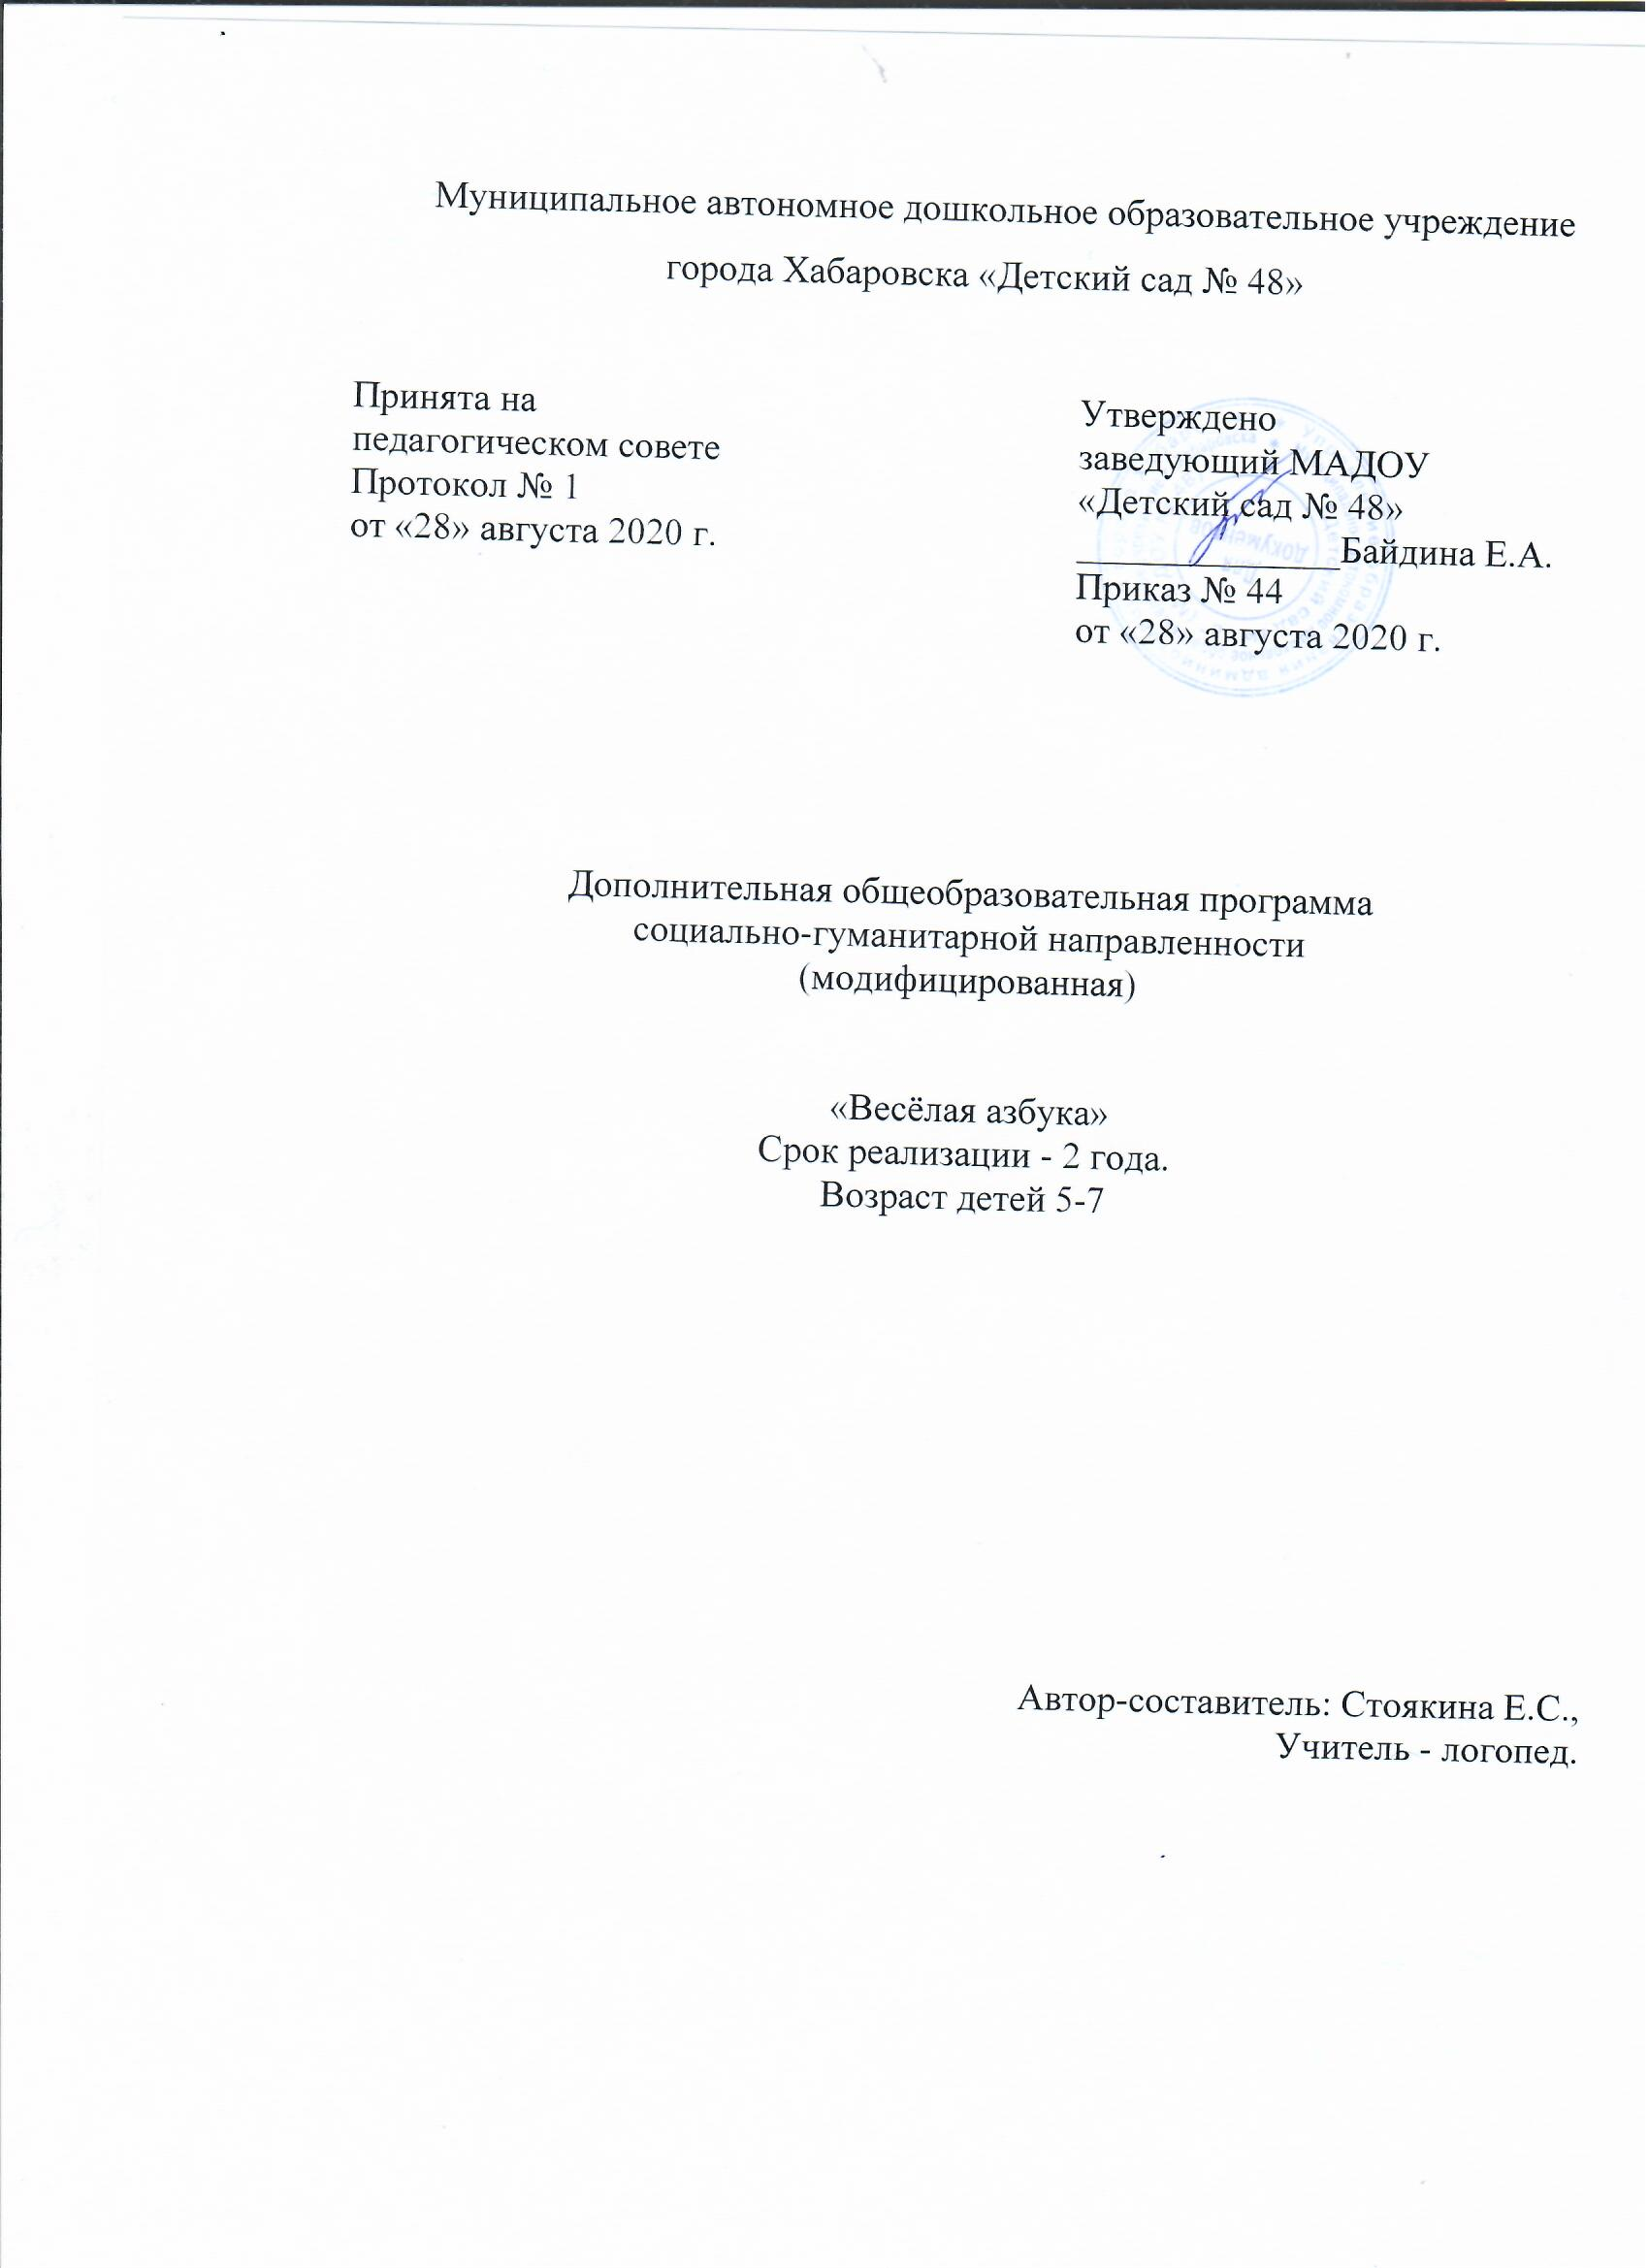 Муниципальное автономное дошкольное образовательное учреждение
города Хабаровска «Детский сад № 48»
Принята на
педагогическом совете
Протокол № 1
от «28» августа 2020 г.
Утверждено
заведующий МАДОУ
«Детский сад № 48»
______________Байдина Е.А.
Приказ № 44
от «28» августа 2020 г.
Для
документов
Дополнительная общеобразовательная программа
социально-гуманитарной направленности
(модифицированная)
«Весёлая азбука»
Срок реализации - 2 года.
Возраст детей 5-7
Автор-составитель: Стоякина Е.С.,
Учитель - логопед.